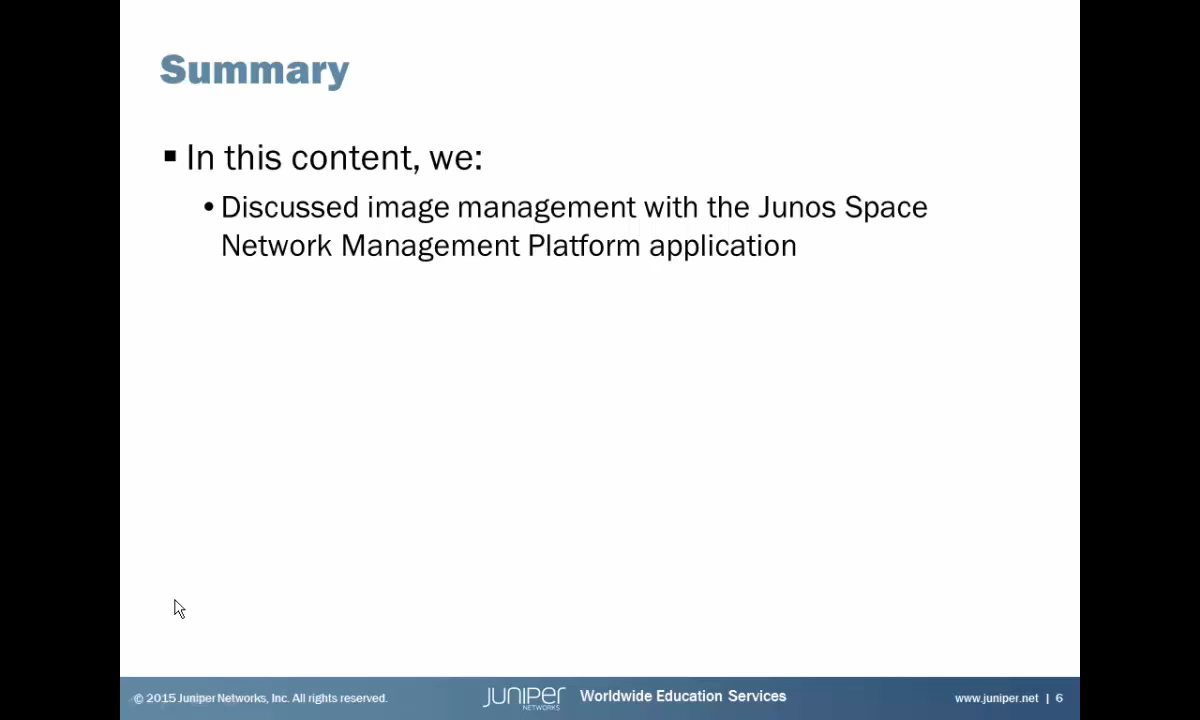 Summary
▪ In this content, we:
• Discussed image management with the Junos Space
Network Management Platform application
© 2015 Juniper Networks, Inc. All rights reserved.
JUNIPER
NETWORKS
Worldwide Education Services
www.juniper.net | 6